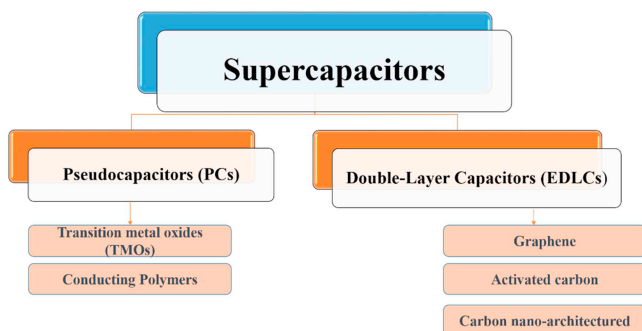 Supercapacitors
Pseudocapacitors (PCs)
Double-Layer Capacitors (EDLCs)
Transition metal oxides
(TMOs)
Conducting Polymers
Graphene
Activated carbon
Carbon nano-architectured